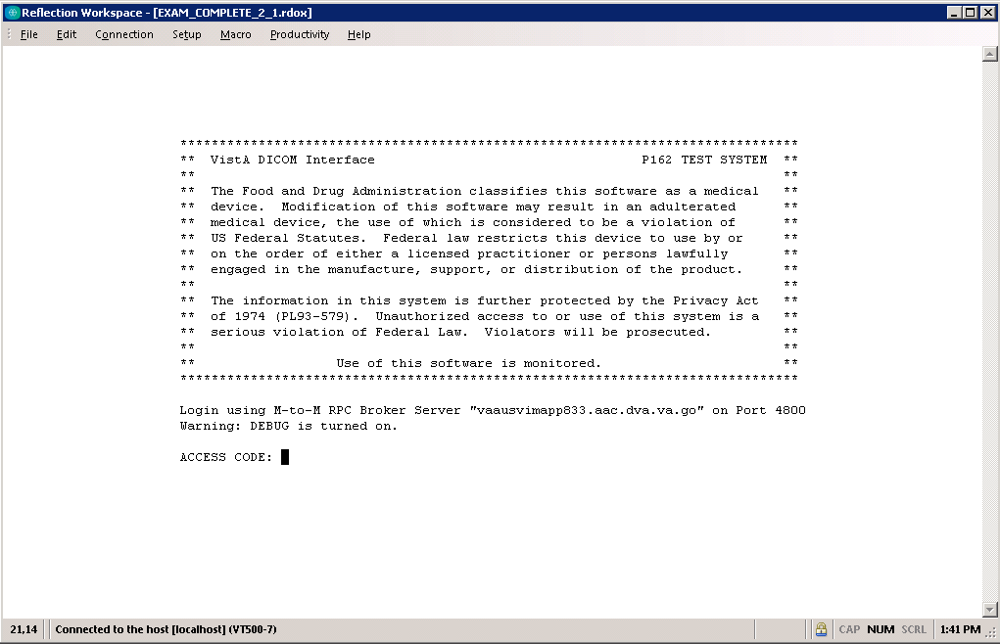 Reflection Workspace - [EXAM_COMPLETE_2_1.rdox]
File Edit Connection Setup Macro Productivity Help
*******************************************************************************
** VistA DICOM Interface P162 TEST SYSTEM **
** **
** The Food and Drug Administration classifies this software as a medical **
** device. Modification of this software may result in an adulterated **
** medical device, the use of which is considered to be a violation of **
** US Federal Statutes. Federal law restricts this device to use by or **
** on the order of either a licensed practitioner or persons lawfully **
** engaged in the manufacture, support, or distribution of the product. **
** **
** The information in this system is further protected by the Privacy Act **
** of 1974 (PL93-579). Unauthorized access to or use of this system is a **
** serious violation of Federal Law. Violators will be prosecuted. **
** **
** Use of this software is monitored. **
*******************************************************************************
Login using M-to-M RPC Broker Server "vaausvimapp833.aac.dva.va.go" on Port 4800
Warning: DEBUG is turned on.
ACCESS CODE:
21,14 Connected to the host [localhost] (VT500-7) CAP NUM SCRL 1:41 PM